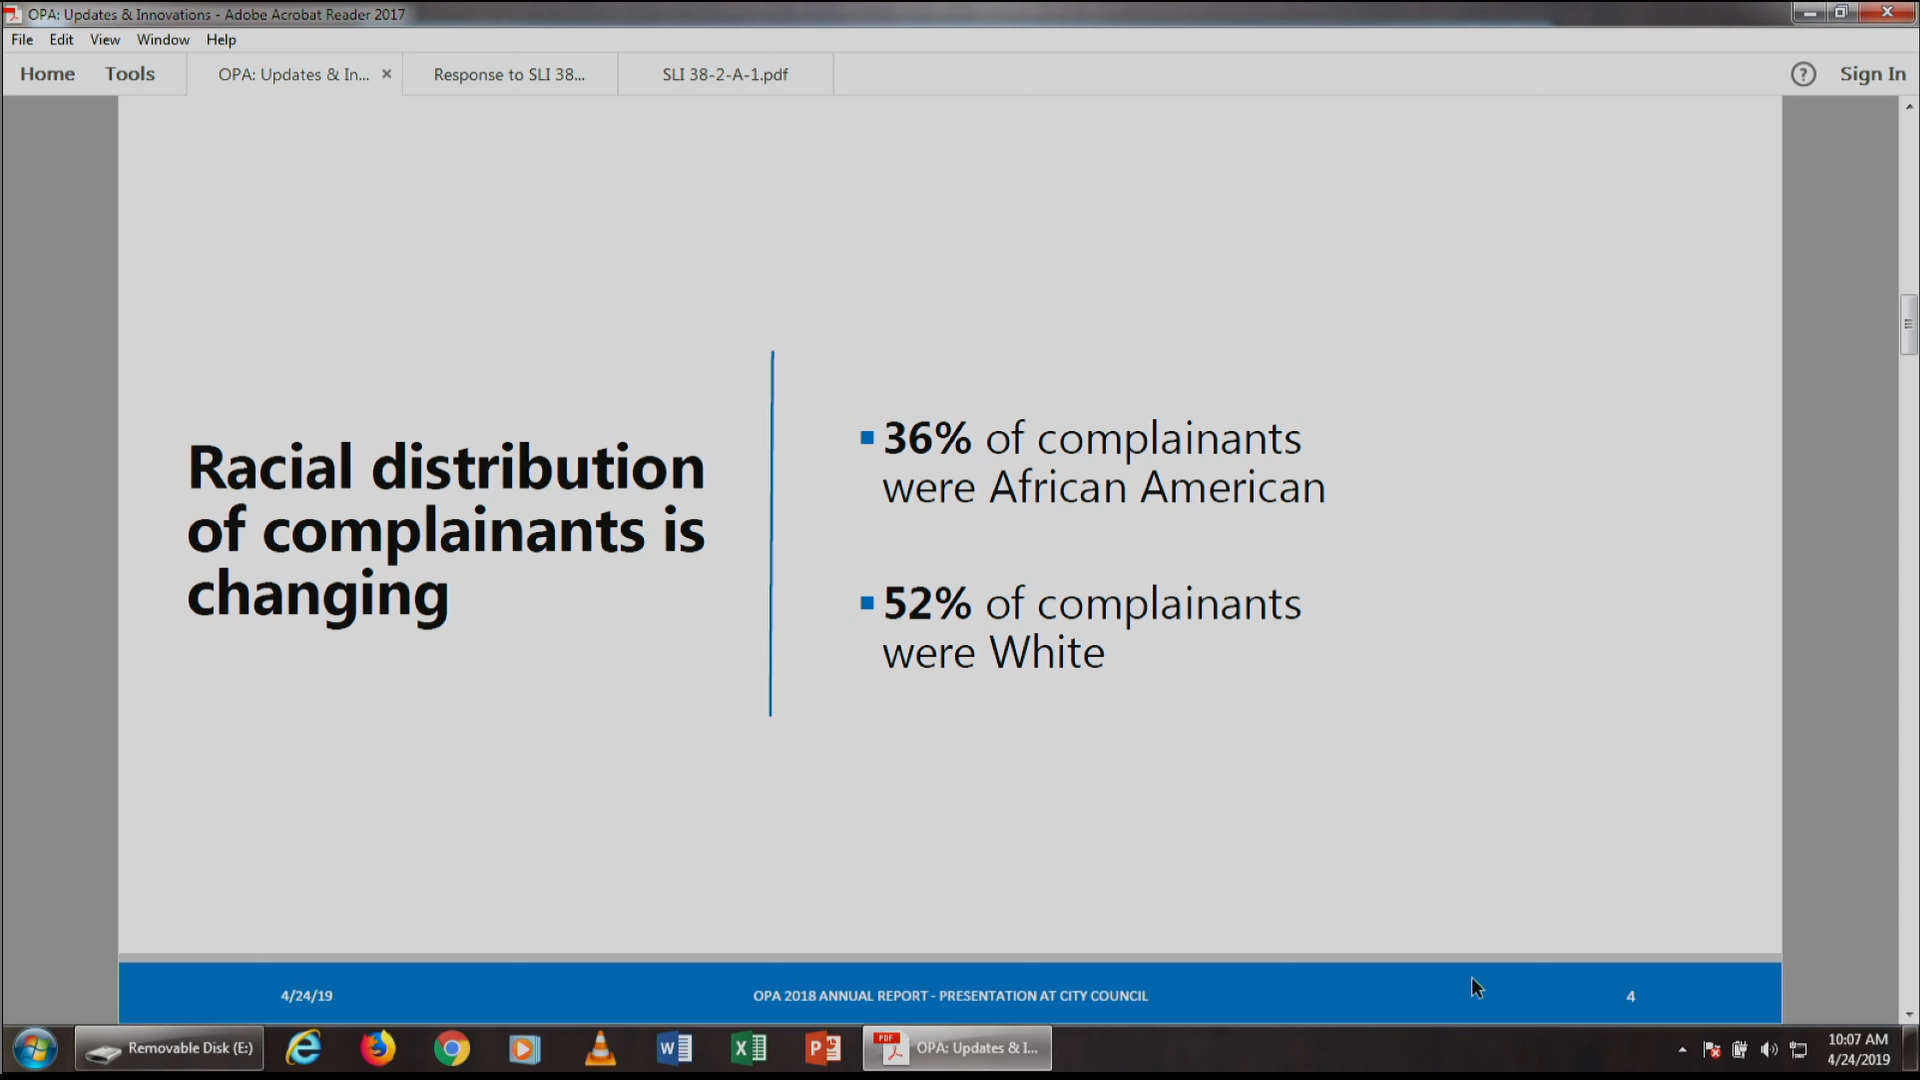 OPA: Updates & Innovations - Adobe Acrobat Reader 2017
File Edit View Window Help
Home Tools OPA: Updates & In... × Response to SLI 38... SLI 38-2-A-1.pdf ? Sign In
Racial distribution
of complainants is
changing
36% of complainants
were African American
52% of complainants
were White
4/24/19 OPA 2018 ANNUAL REPORT - PRESENTATION AT CITY COUNCIL 4
Removable Disk (E:) OPA: Updates & I... 10:07 AM
4/24/2019